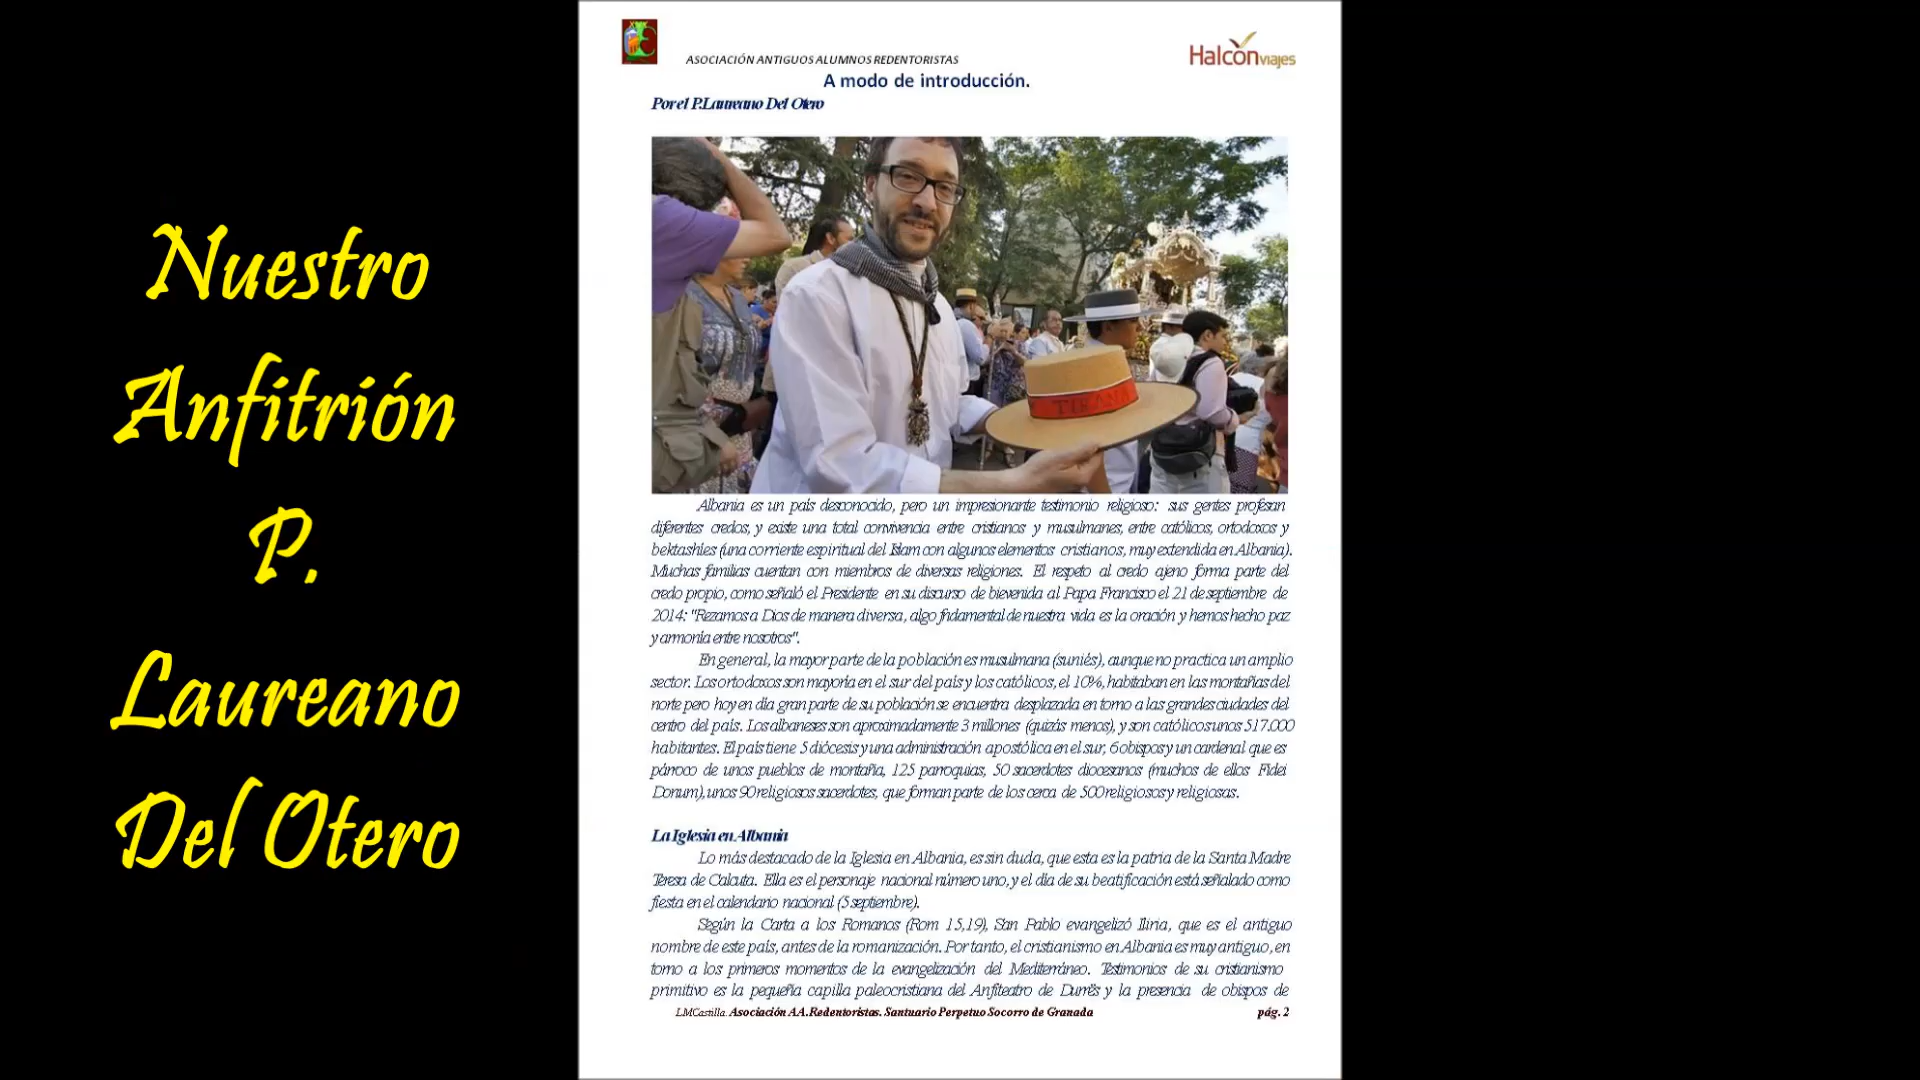 Nuestro
Anfitrión
P.
Laureano
Del Otero
ASOCIACIÓN ANTIGUOS ALUMNOS REDENTORISTAS
Halcón viajes
A modo de introducción.
Por el P.Laureano Del Otero
TIRANA
Albania es un país desconocido, pero un impresionante testimonio religioso: sus gentes profesan
diferentes credos, y existe una total convivencia entre cristianos y musulmanes, entre católicos, ortodoxos y
bektashíes (una corriente espiritual del Islam con algunos elementos cristianos, muy extendida en Albania).
Muchas familias cuentan con miembros de diversas religiones. El respeto al credo ajeno forma parte del
credo propio, como señaló el Presidente en su discurso de bievenida al Papa Francisco el 21 de septiembre de
2014: "Rezamos a Dios de manera diversa, algo fndamental de nuestra vida es la oración y hemos hecho paz
y armonía entre nosotros".
En general, la mayor parte de la población es musulmana (suniés), aunque no practica un amplio
sector. Los ortodoxos son mayoría en el sur del país y los católicos, el 10%, habitaban en las montañas del
norte pero hoy en día gran parte de su población se encuentra desplazada en torno a las grandes ciudades del
centro del país. Los albaneses son aproximadamente 3 millones (quizás menos), y son católicos unos 517.000
habitantes. El país tiene 5 diócesis y una administración apostólica en el sur, 6 obispos y un cardenal que es
párroco de unos pueblos de montaña, 125 parroquias, 50 sacerdotes diocesanos (muchos de ellos Fidei
Donum), unos 90 religiosos sacerdotes, que forman parte de los cerca de 500 religiosos y religiosas.
La Iglesia en Albania
Lo más destacado de la Iglesia en Albania, es sin duda, que esta es la patria de la Santa Madre
Teresa de Calcuta. Ella es el personaje nacional número uno, y el día de su beatificación está señalado como
fiesta en el calendario nacional (5 septiembre).
Según la Carta a los Romanos (Rom 15,19), San Pablo evangelizó Iliria, que es el antiguo
nombre de este país, antes de la romanización. Por tanto, el cristianismo en Albania es muy antiguo, en
torno a los primeros momentos de la evangelización del Mediterráneo. Testimonios de su cristianismo
primitivo es la pequeña capilla paleocristiana del Anfiteatro de Durrës y la presencia de obispos de
LMCastilla. Asociación AA.Redentoristas. Santuario Perpetuo Socorro de Granada pág. 2